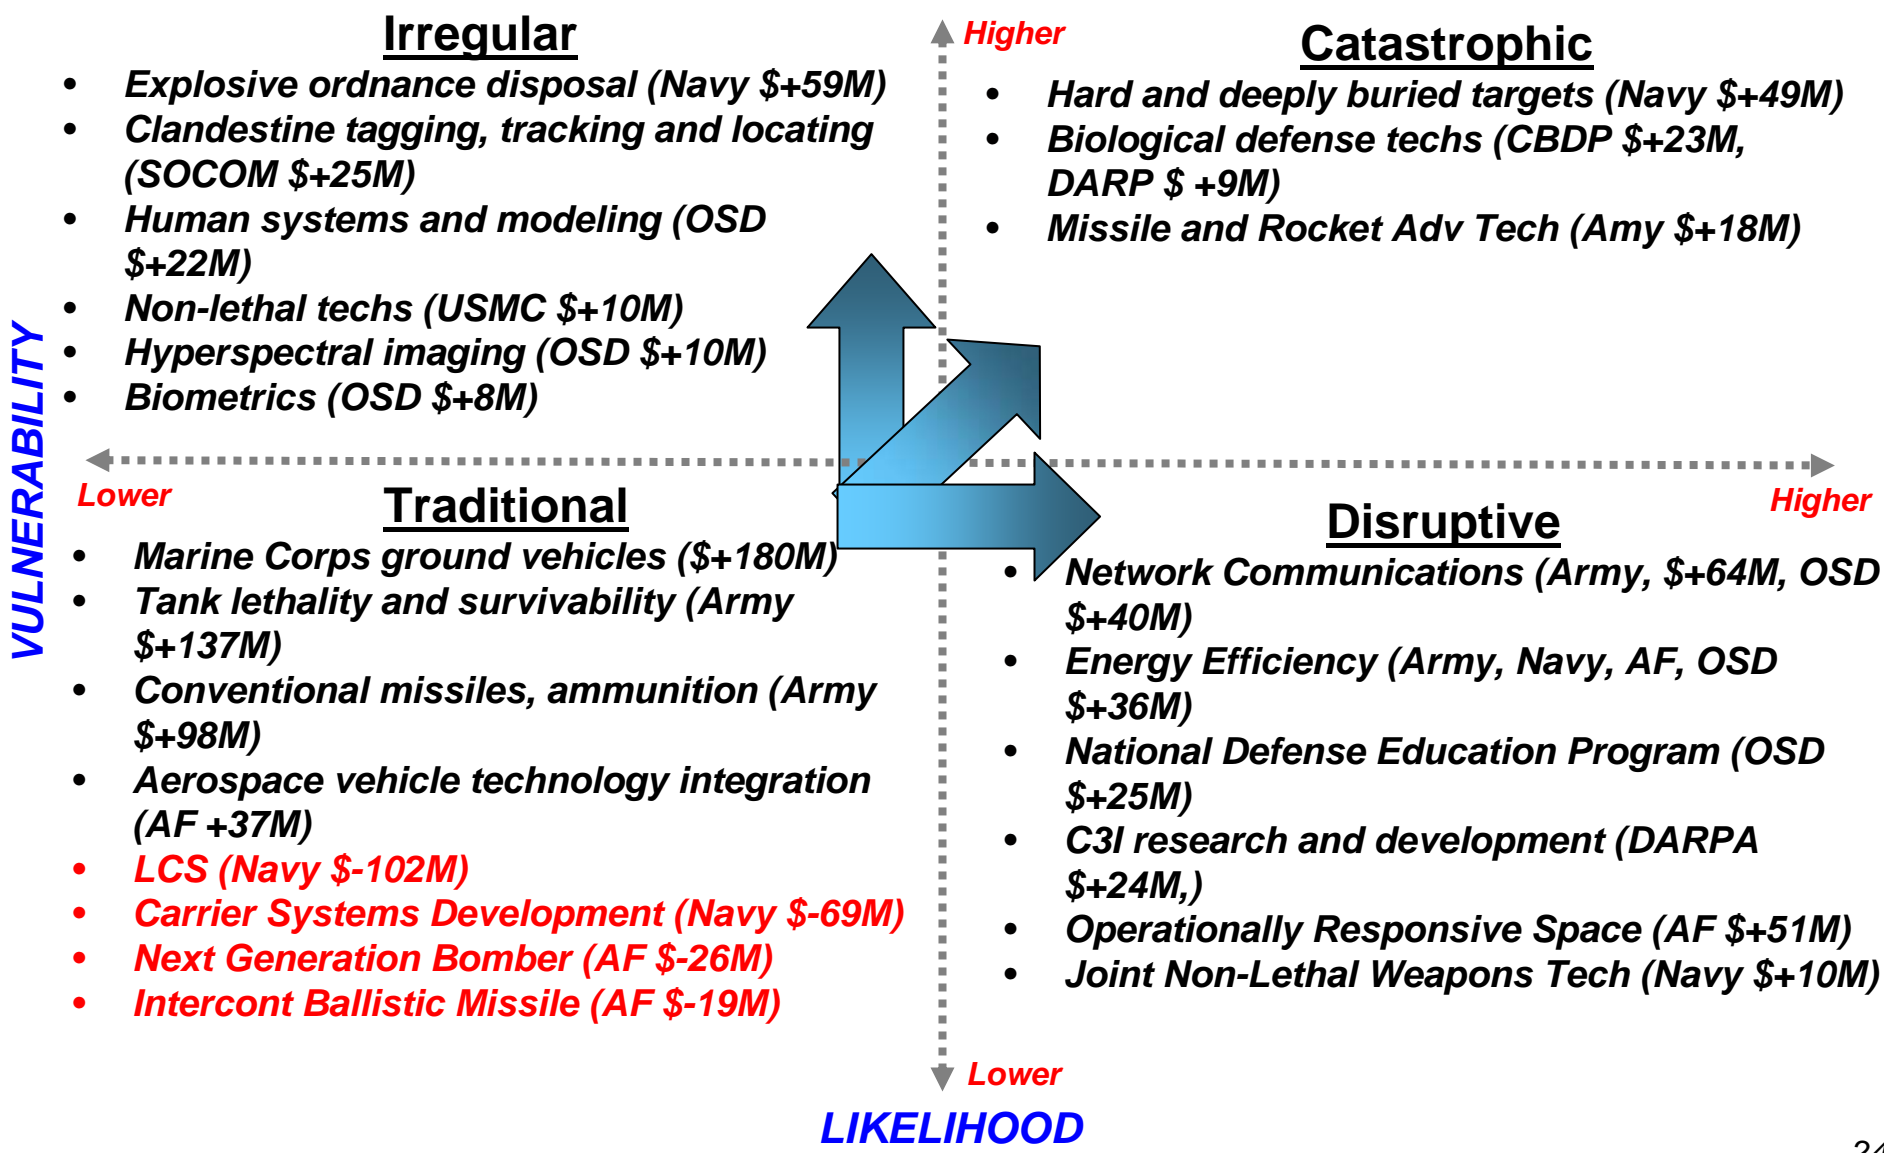 Irregular
• Explosive ordnance disposal (Navy $+59M)
• Clandestine tagging, tracking and locating
(SOCOM $+25M)
• Human systems and modeling (OSD
$+22M)
• Non-lethal techs (USMC $+10M)
• Hyperspectral imaging (OSD $+10M)
• Biometrics (OSD $+8M)
Higher
Catastrophic
• Hard and deeply buried targets (Navy $+49M)
• Biological defense techs (CBDP $+23M,
DARP $ +9M)
• Missile and Rocket Adv Tech (Amy $+18M)
VULNERABILITY
Lower
Traditional
• Marine Corps ground vehicles ($+180M)
• Tank lethality and survivability (Army
$+137M)
• Conventional missiles, ammunition (Army
$+98M)
• Aerospace vehicle technology integration
(AF +37M)
• LCS (Navy $-102M)
• Carrier Systems Development (Navy $-69M)
• Next Generation Bomber (AF $-26M)
• Intercont Ballistic Missile (AF $-19M)
Higher
Disruptive
• Network Communications (Army, $+64M, OSD
$+40M)
• Energy Efficiency (Army, Navy, AF, OSD
$+36M)
• National Defense Education Program (OSD
$+25M)
• C3I research and development (DARPA
$+24M,)
• Operationally Responsive Space (AF $+51M)
• Joint Non-Lethal Weapons Tech (Navy $+10M)
Lower
LIKELIHOOD
24